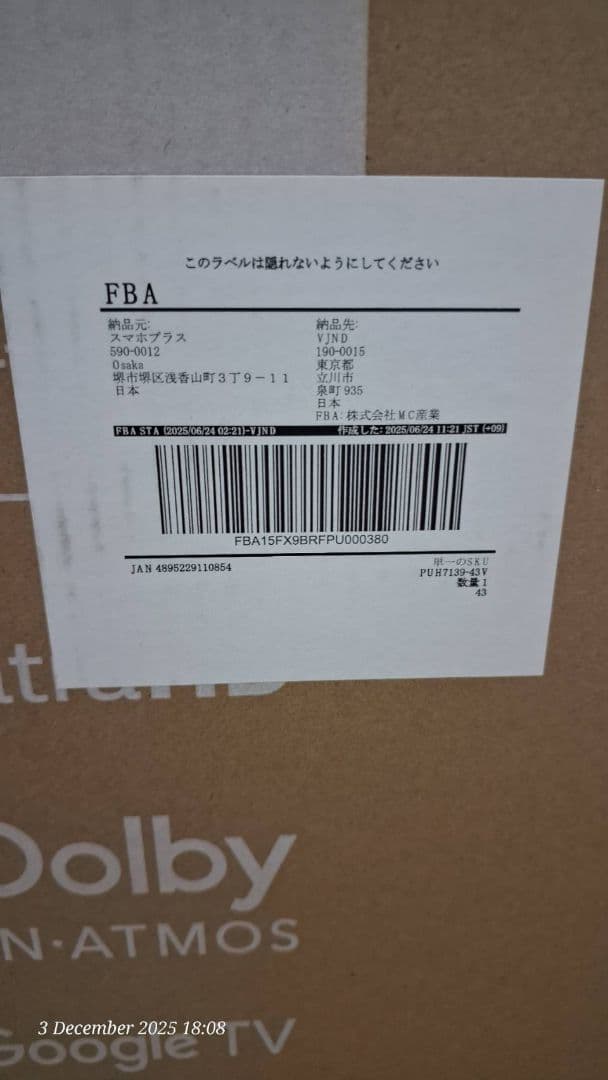 このラベルは隠れないようにしてください
FBA
納品元:
スマホプラス
590-0012
Osaka
堺市堺区浅香山町3丁9-11
日本
納品先:
VJND
190-0015
東京都
立川市
泉町 935
日本
FBA: 株式会社MC産業
FBA STA (2025/06/24 02:21)-VJND
作成した: 2025/06/24 11:21 JST (+09)
FBA15FX9BRFPU000380
JAN 4895229110854
単一のSKU
PUH7139-43V
数量 1
43
Dolby
N·ATMOS
Google TV
3 December 2025 18:08